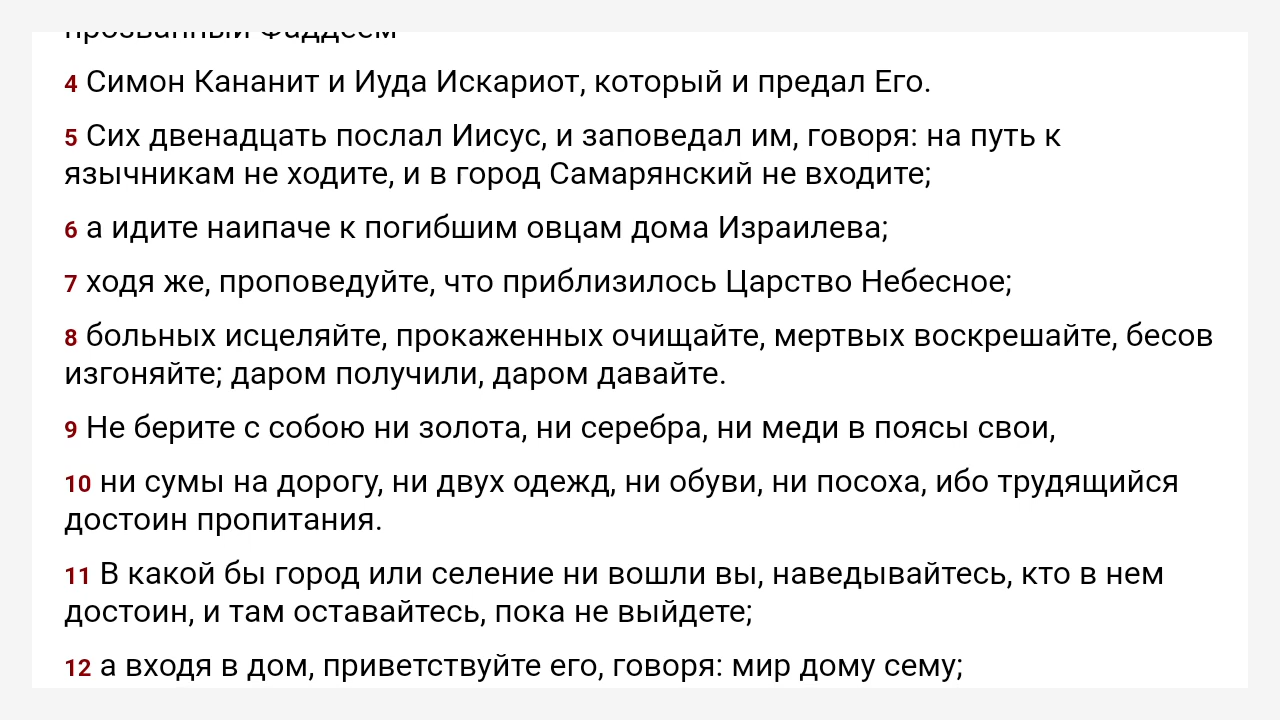 прозванный Фаддеем
4 Симон Кананит и Иуда Искариот, который и предал Его.
5 Сих двенадцать послал Иисус, и заповедал им, говоря: на путь к
язычникам не ходите, и в город Самарянский не входите;
6 а идите наипаче к погибшим овцам дома Израилева;
7 ходя же, проповедуйте, что приблизилось Царство Небесное;
8 больных исцеляйте, прокаженных очищайте, мертвых воскрешайте, бесов
изгоняйте; даром получили, даром давайте.
9 Не берите с собою ни золота, ни серебра, ни меди в поясы свои,
10 ни сумы на дорогу, ни двух одежд, ни обуви, ни посоха, ибо трудящийся
достоин пропитания.
11 В какой бы город или селение ни вошли вы, наведывайтесь, кто в нем
достоин, и там оставайтесь, пока не выйдете;
12 а входя в дом, приветствуйте его, говоря: мир дому сему;